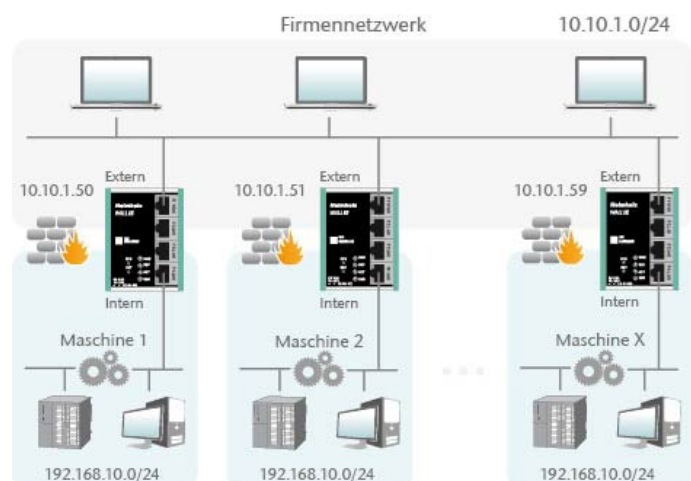 Firmennetzwerk 10.10.1.0/24
Extern Extern Extern
10.10.1.50 10.10.1.51 10.10.1.59
Intern Intern Intern
Maschine 1 Maschine 2 Maschine X
...
192.168.10.0/24 192.168.10.0/24 192.168.10.0/24